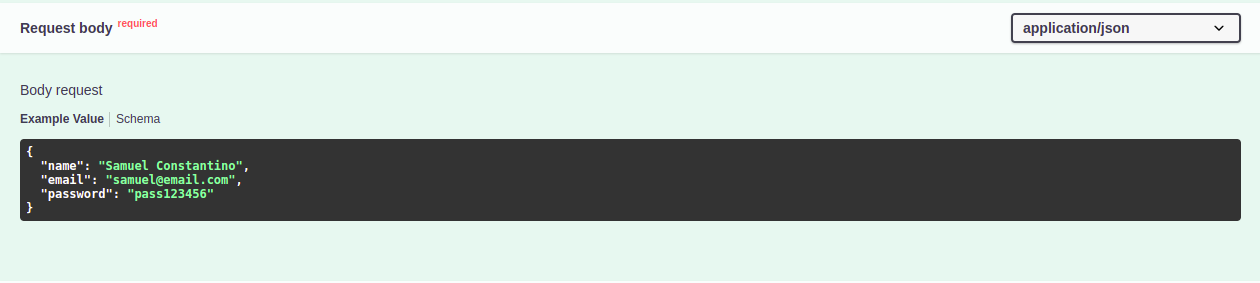 Request body required
application/json
Body request
Example Value | Schema
{
  "name": "Samuel Constantino",
  "email": "samuel@email.com",
  "password": "pass123456"
}